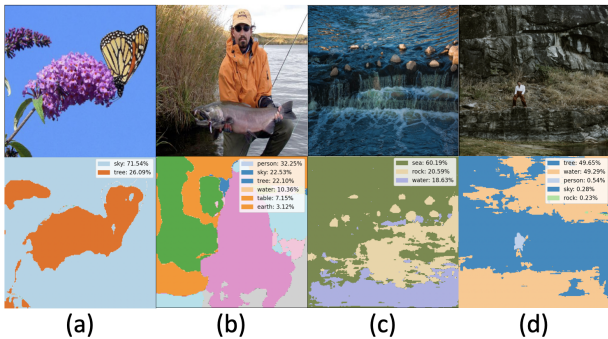 sky: 71.54%
tree: 26.09%
person: 32.25%
sky: 22.53%
tree: 22.10%
water: 10.36%
table: 7.15%
earth: 3.12%
sea: 60.19%
rock: 20.59%
water: 18.63%
tree: 49.65%
water: 49.29%
person: 0.54%
sky: 0.28%
rock: 0.23%
(a)
(b)
(c)
(d)